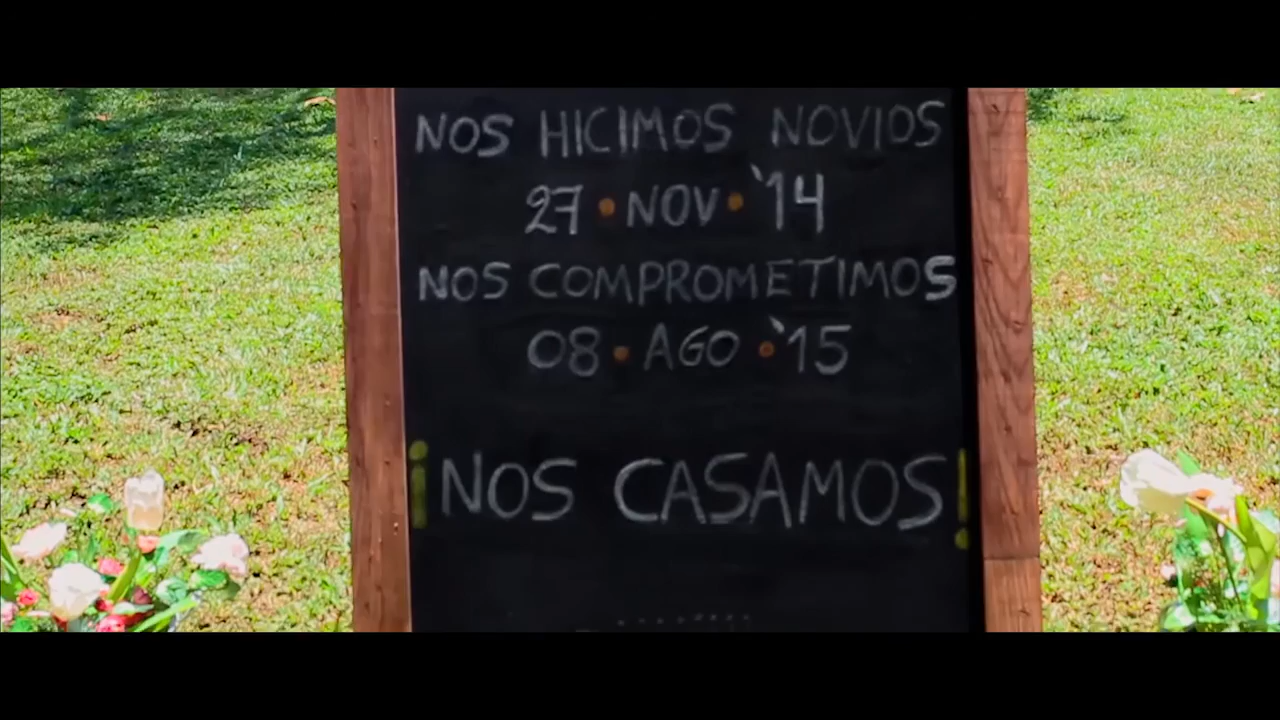 NOS HICIMOS NOVIOS
27 • NOV • '14
NOS COMPROMETIMOS
08 • AGO • '15
¡NOS CASAMOS!